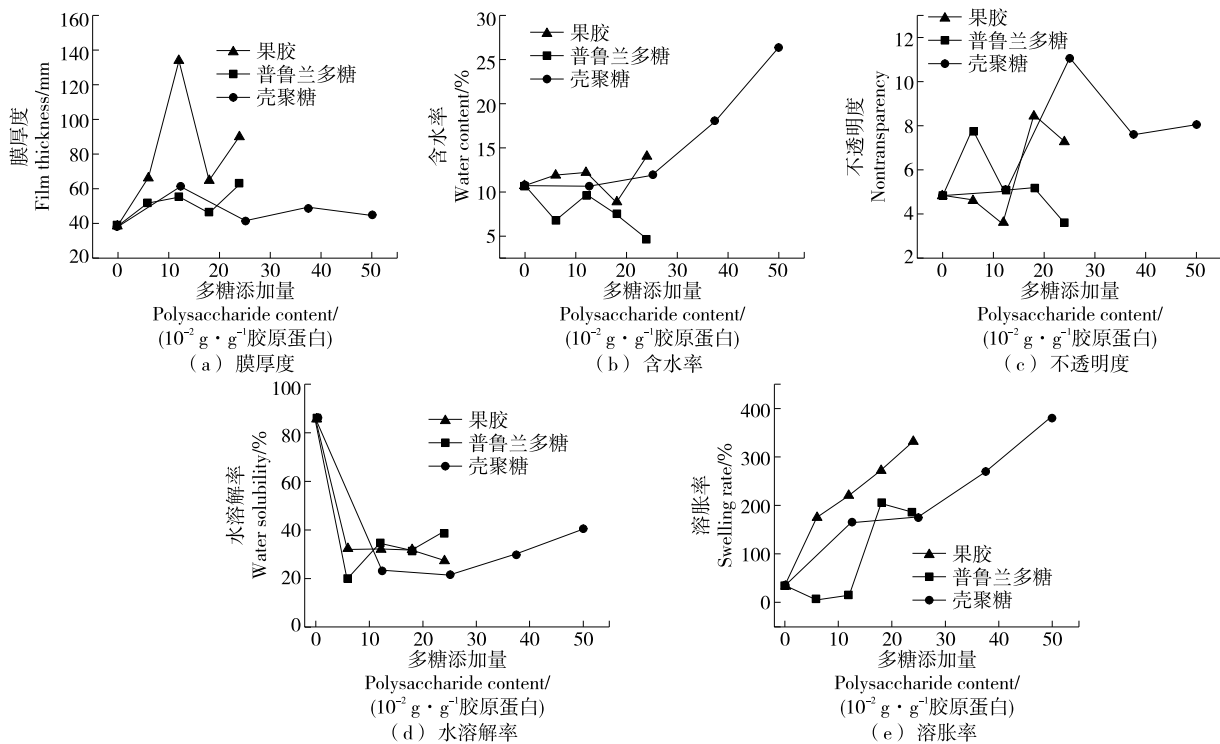 膜厚度
Film thickness/mm
160
140
120
100
80
60
40
20
果胶
普鲁兰多糖
壳聚糖
0 10 20 30 40 50
多糖添加量
Polysaccharide content/
(10⁻² g·g⁻¹胶原蛋白)
（a）膜厚度
含水率
Water content/%
30
25
20
15
10
5
果胶
普鲁兰多糖
壳聚糖
0 10 20 30 40 50
多糖添加量
Polysaccharide content/
(10⁻² g·g⁻¹胶原蛋白)
（b）含水率
不透明度
Nontransparency
12
10
8
6
4
2
果胶
普鲁兰多糖
壳聚糖
0 10 20 30 40 50
多糖添加量
Polysaccharide content/
(10⁻² g·g⁻¹胶原蛋白)
（c）不透明度
水溶解率
Water solubility/%
100
80
60
40
20
0
果胶
普鲁兰多糖
壳聚糖
0 10 20 30 40 50
多糖添加量
Polysaccharide content/
(10⁻² g·g⁻¹胶原蛋白)
（d）水溶解率
溶胀率
Swelling rate/%
400
300
200
100
0
果胶
普鲁兰多糖
壳聚糖
0 10 20 30 40 50
多糖添加量
Polysaccharide content/
(10⁻² g·g⁻¹胶原蛋白)
（e）溶胀率